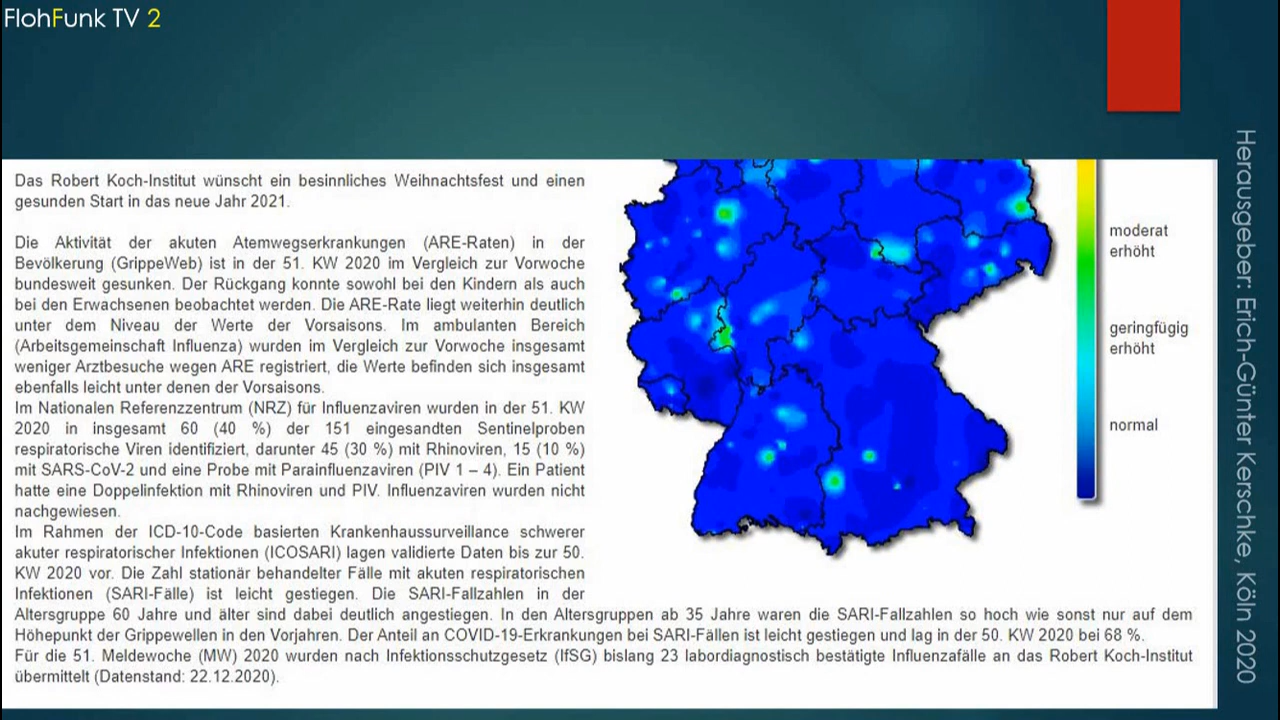 FlohFunk TV 2
Das Robert Koch-Institut wünscht ein besinnliches Weihnachtsfest und einen
gesunden Start in das neue Jahr 2021.
Die Aktivität der akuten Atemwegserkrankungen (ARE-Raten) in der
Bevölkerung (GrippeWeb) ist in der 51. KW 2020 im Vergleich zur Vorwoche
bundesweit gesunken. Der Rückgang konnte sowohl bei den Kindern als auch
bei den Erwachsenen beobachtet werden. Die ARE-Rate liegt weiterhin deutlich
unter dem Niveau der Werte der Vorsaisons. Im ambulanten Bereich
(Arbeitsgemeinschaft Influenza) wurden im Vergleich zur Vorwoche insgesamt
weniger Arztbesuche wegen ARE registriert, die Werte befinden sich insgesamt
ebenfalls leicht unter denen der Vorsaisons.
Im Nationalen Referenzzentrum (NRZ) für Influenzaviren wurden in der 51. KW
2020 in insgesamt 60 (40 %) der 151 eingesandten Sentinelproben
respiratorische Viren identifiziert, darunter 45 (30 %) mit Rhinoviren, 15 (10 %)
mit SARS-CoV-2 und eine Probe mit Parainfluenzaviren (PIV 1 – 4). Ein Patient
hatte eine Doppelinfektion mit Rhinoviren und PIV. Influenzaviren wurden nicht
nachgewiesen.
Im Rahmen der ICD-10-Code basierten Krankenhaussurveillance schwerer
akuter respiratorischer Infektionen (ICOSARI) lagen validierte Daten bis zur 50.
KW 2020 vor. Die Zahl stationär behandelter Fälle mit akuten respiratorischen
Infektionen (SARI-Fälle) ist leicht gestiegen. Die SARI-Fallzahlen in der
Altersgruppe 60 Jahre und älter sind dabei deutlich angestiegen. In den Altersgruppen ab 35 Jahre waren die SARI-Fallzahlen so hoch wie sonst nur auf dem
Höhepunkt der Grippewellen in den Vorjahren. Der Anteil an COVID-19-Erkrankungen bei SARI-Fällen ist leicht gestiegen und lag in der 50. KW 2020 bei 68 %.
Für die 51. Meldewoche (MW) 2020 wurden nach Infektionsschutzgesetz (IfSG) bislang 23 labordiagnostisch bestätigte Influenzafälle an das Robert Koch-Institut
übermittelt (Datenstand: 22.12.2020).
moderat
erhöht
geringfügig
erhöht
normal
Herausgeber: Erich-Günter Kerschke, Köln 2020